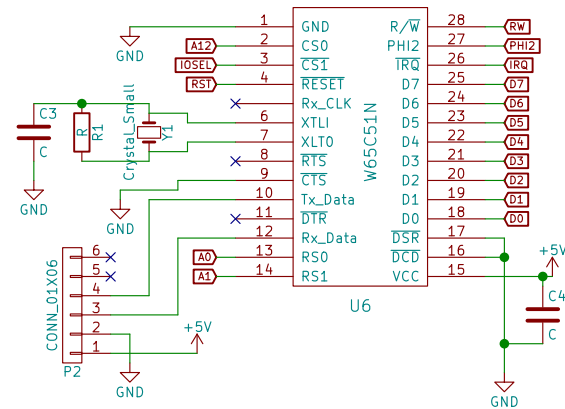 1 GND R/W 28 RW
GND
A12 2 CS0 PHI2 27 PHI2
IOSEL 3 CS1 IRQ 26 IRQ
RST 4 RESET D7 25 D7
Rx_CLK D6 24 D6
C3 R R1 Crystal_Small Y1 6 XTLI D5 23 D5
C 7 XLTO D4 22 D4
8 RTS D3 21 D3
9 CTS D2 20 D2
GND GND 10 Tx_Data D1 19 D1
11 DTR D0 18 D0
12 Rx_Data DSR 17
A0 13 RS0 DCD 16
A1 14 RS1 VCC 15 +5V
W65C51N
U6
CONN_01X06
6
5
4
3
2
1
P2
+5V
GND
C4
C
GND